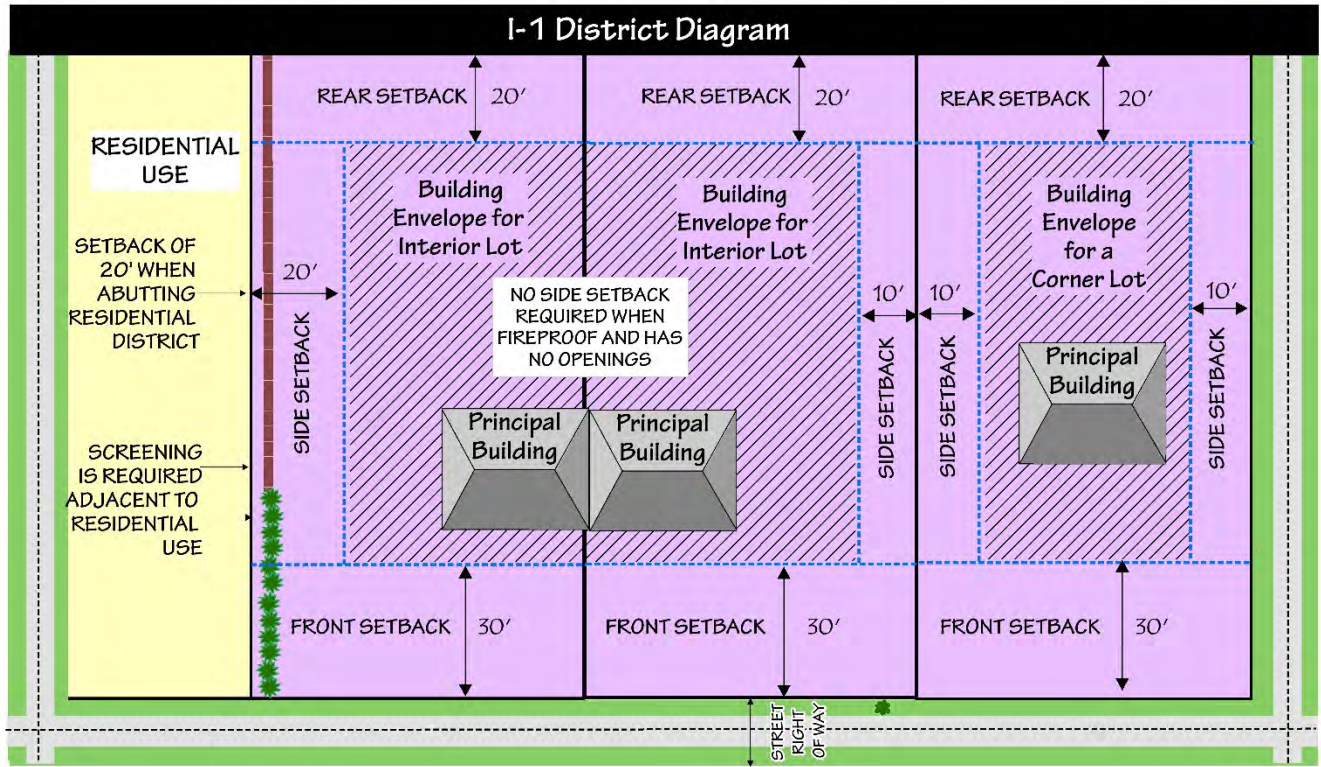 I-1 District Diagram
REAR SETBACK 20'
REAR SETBACK 20'
REAR SETBACK 20'
RESIDENTIAL
USE
Building
Envelope for
Interior Lot
Building
Envelope for
Interior Lot
Building
Envelope
for a
Corner Lot
SETBACK OF
20' WHEN
ABUTTING
RESIDENTIAL
DISTRICT
20'
SIDE SETBACK
NO SIDE SETBACK
REQUIRED WHEN
FIREPROOF AND HAS
NO OPENINGS
10'
SIDE SETBACK
10'
SIDE SETBACK
10'
SIDE SETBACK
Principal
Building
Principal
Building
Principal
Building
SCREENING
IS REQUIRED
ADJACENT TO
RESIDENTIAL
USE
FRONT SETBACK 30'
FRONT SETBACK 30'
FRONT SETBACK 30'
STREET
RIGHT
OF WAY